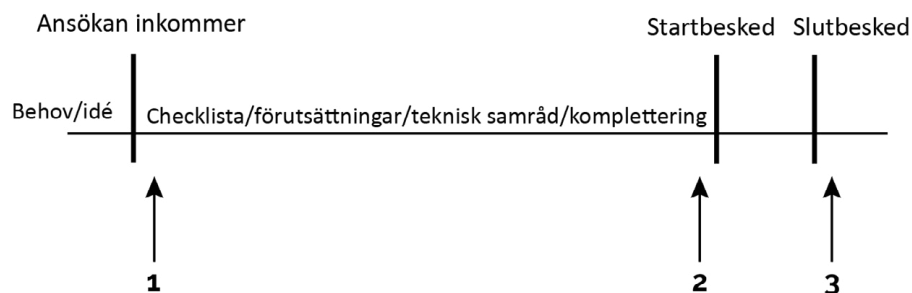 Ansökan inkommer
Startbesked
Slutbesked
Behov/idé
Checklista/förutsättningar/teknisk samråd/komplettering
1
2
3